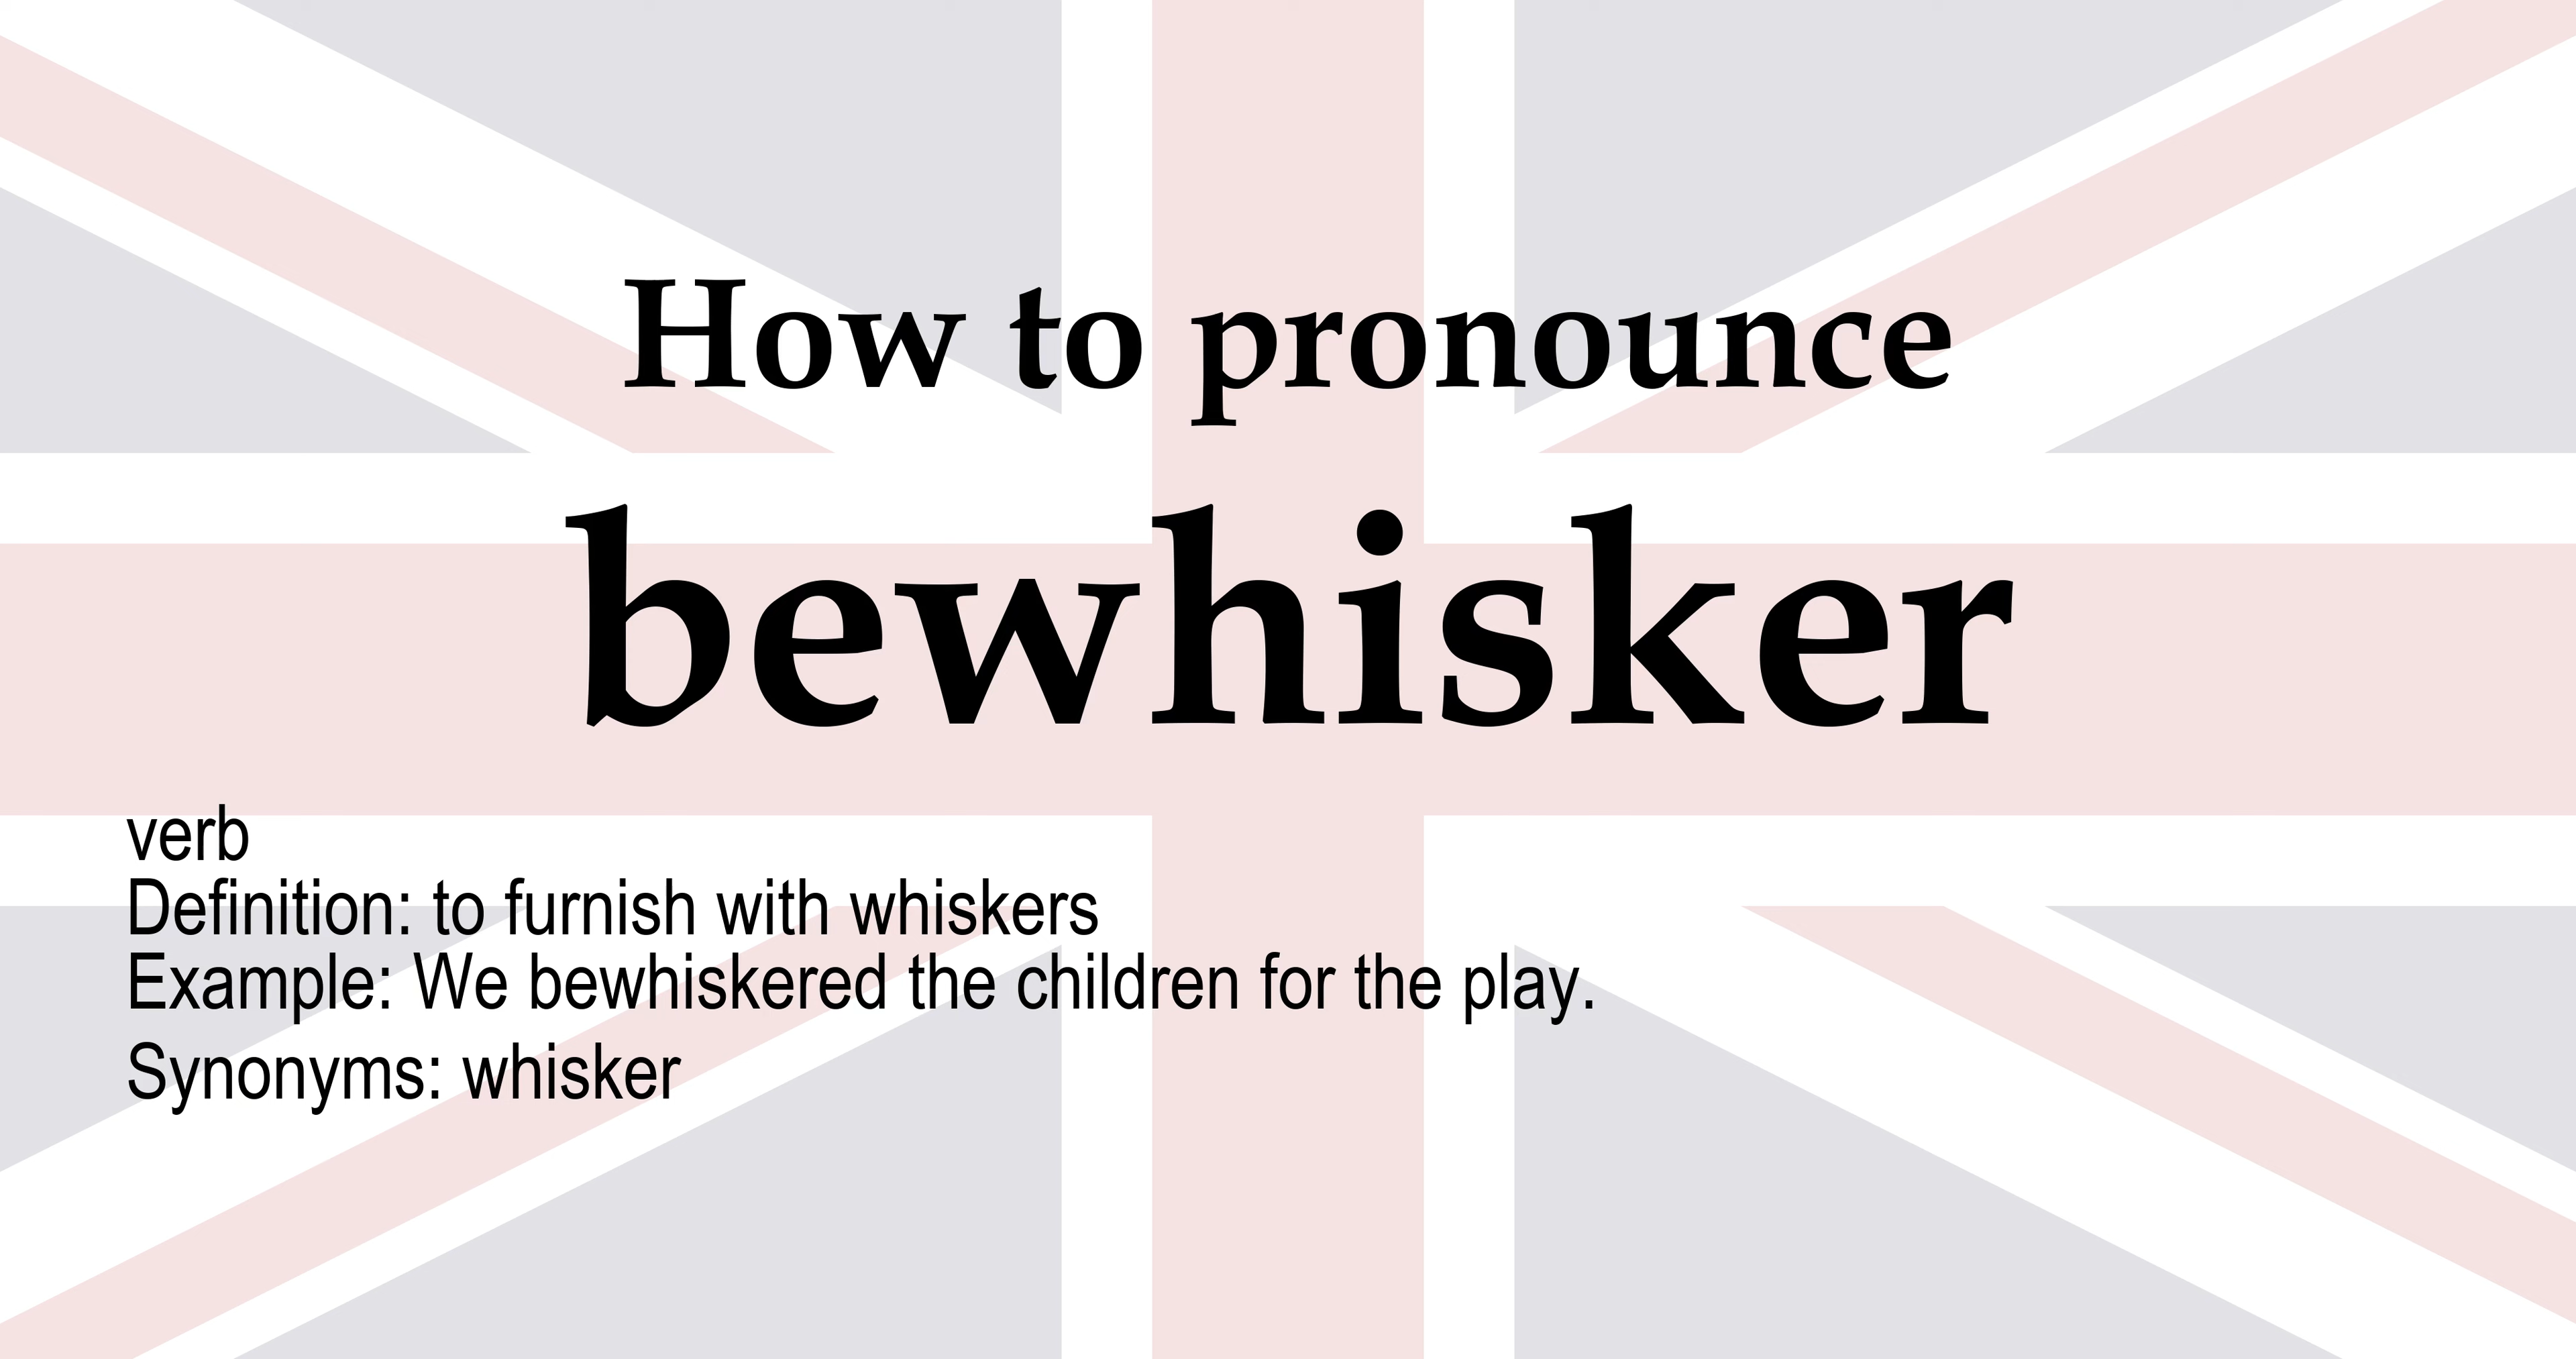 How to pronounce
bewhisker
verb
Definition: to furnish with whiskers
Example: We bewhiskered the children for the play.
Synonyms: whisker